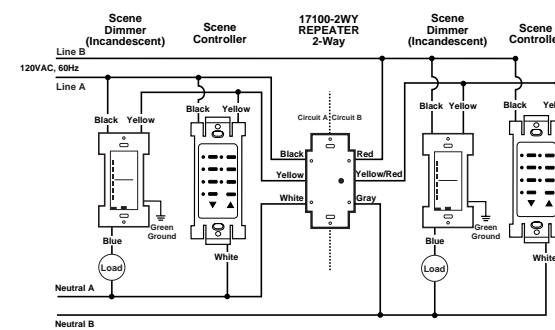 Scene
Dimmer
(Incandescent)
Scene
Controller
17100-2WY
REPEATER
2-Way
Scene
Dimmer
(Incandescent)
Scene
Controlle
Line B
120VAC, 60Hz
Line A
Black Yellow
Black Yellow
Circuit A Circuit B
Black Yellow
Black Yel
Black
Red
Yellow
Yellow/Red
White
Gray
Green
Ground
Green
Ground
Blue
Blue
White
White
Load
Load
Neutral A
Neutral B